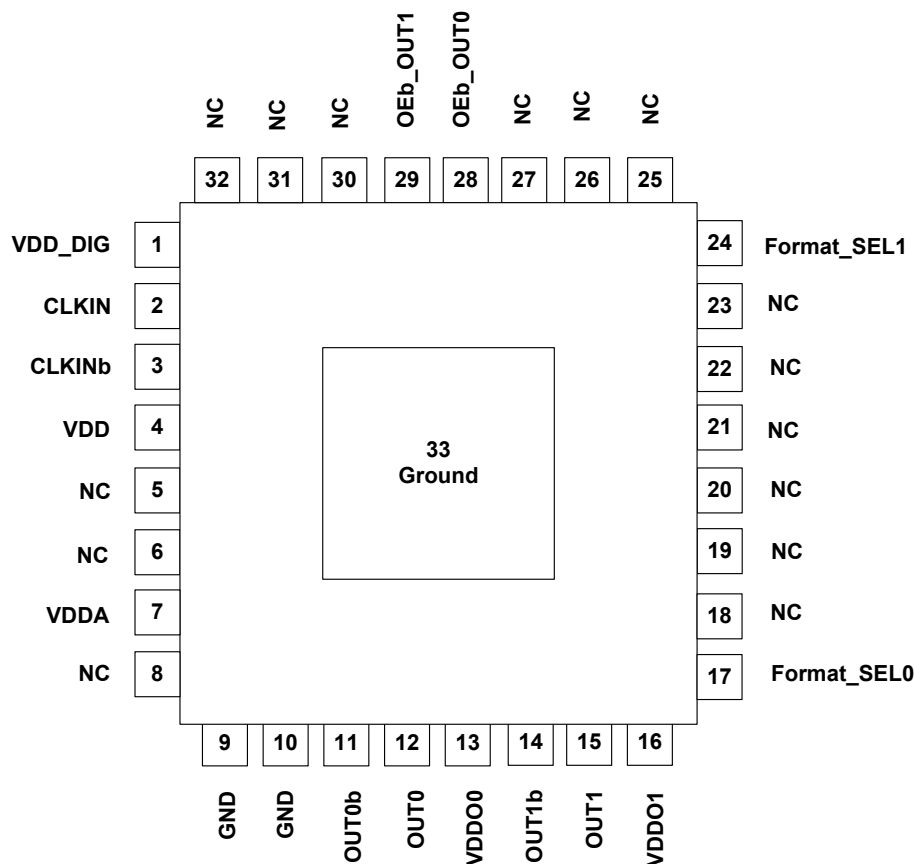 NC
NC
NC
OEb_OUT1
OEb_OUT0
NC
NC
NC
32
31
30
29
28
27
26
25
VDD_DIG 1
24 Format_SEL1
CLKIN 2
23 NC
CLKINb 3
22 NC
VDD 4
21 NC
33
Ground
NC 5
20 NC
NC 6
19 NC
VDDA 7
18 NC
NC 8
17 Format_SEL0
9
10
11
12
13
14
15
16
GND
GND
OUT0b
OUT0
VDDO0
OUT1b
OUT1
VDDO1